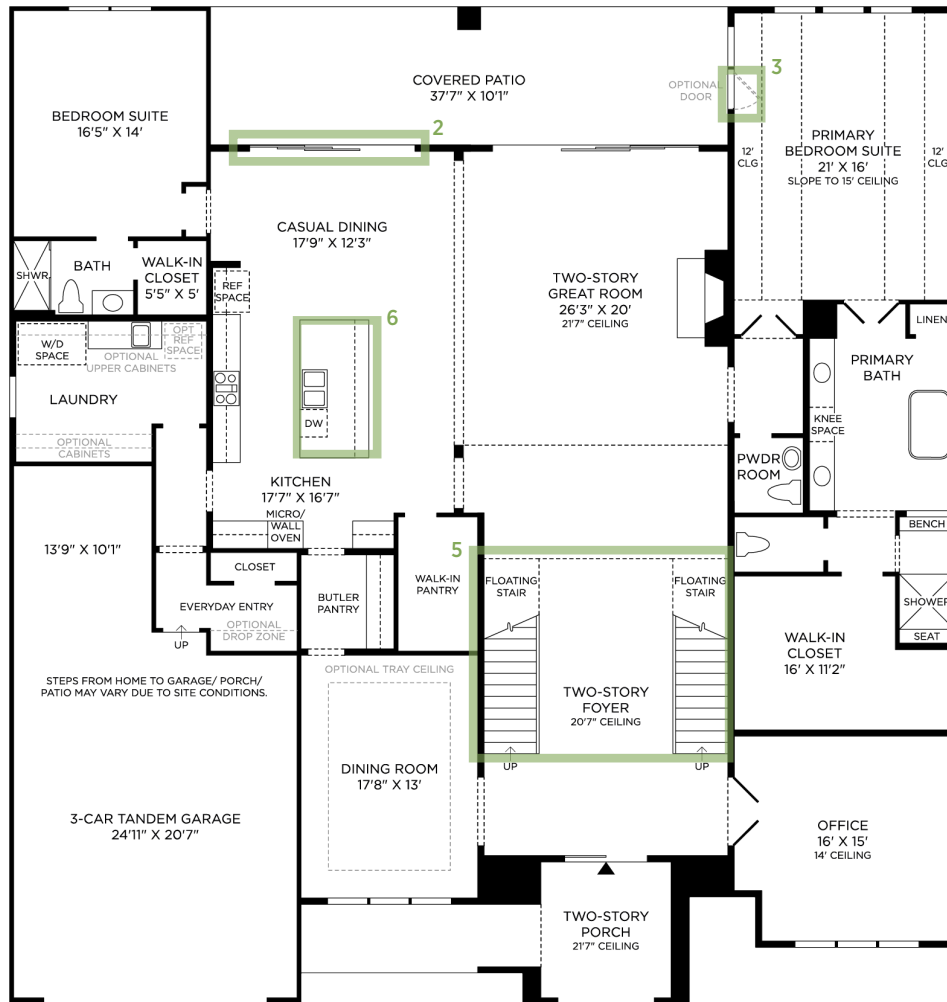 COVERED PATIO
37'7" X 10'1"
2
OPTIONAL
DOOR
3
BEDROOM SUITE
16'5" X 14'
PRIMARY
BEDROOM SUITE
21' X 16'
SLOPE TO 15' CEILING
12'
CLG
12'
CLG
CASUAL DINING
17'9" X 12'3"
BATH
SHWR.
WALK-IN
CLOSET
5'5" X 5'
REF
SPACE
TWO-STORY
GREAT ROOM
26'3" X 20'
21'7" CEILING
6
W/D
SPACE
OPT
REF
SPACE
OPTIONAL
UPPER CABINETS
LAUNDRY
OPTIONAL
CABINETS
DW
LINEN
PRIMARY
BATH
KNEE
SPACE
PWDR
ROOM
KITCHEN
17'7" X 16'7"
MICRO/
WALL
OVEN
13'9" X 10'1"
CLOSET
EVERYDAY ENTRY
OPTIONAL
DROP ZONE
UP
BUTLER
PANTRY
WALK-IN
PANTRY
5
FLOATING
STAIR
FLOATING
STAIR
BENCH
SHOWER
SEAT
WALK-IN
CLOSET
16' X 11'2"
STEPS FROM HOME TO GARAGE/ PORCH/
PATIO MAY VARY DUE TO SITE CONDITIONS.
OPTIONAL TRAY CEILING
TWO-STORY
FOYER
20'7" CEILING
UP
UP
DINING ROOM
17'8" X 13'
3-CAR TANDEM GARAGE
24'11" X 20'7"
OFFICE
16' X 15'
14' CEILING
TWO-STORY
PORCH
21'7" CEILING